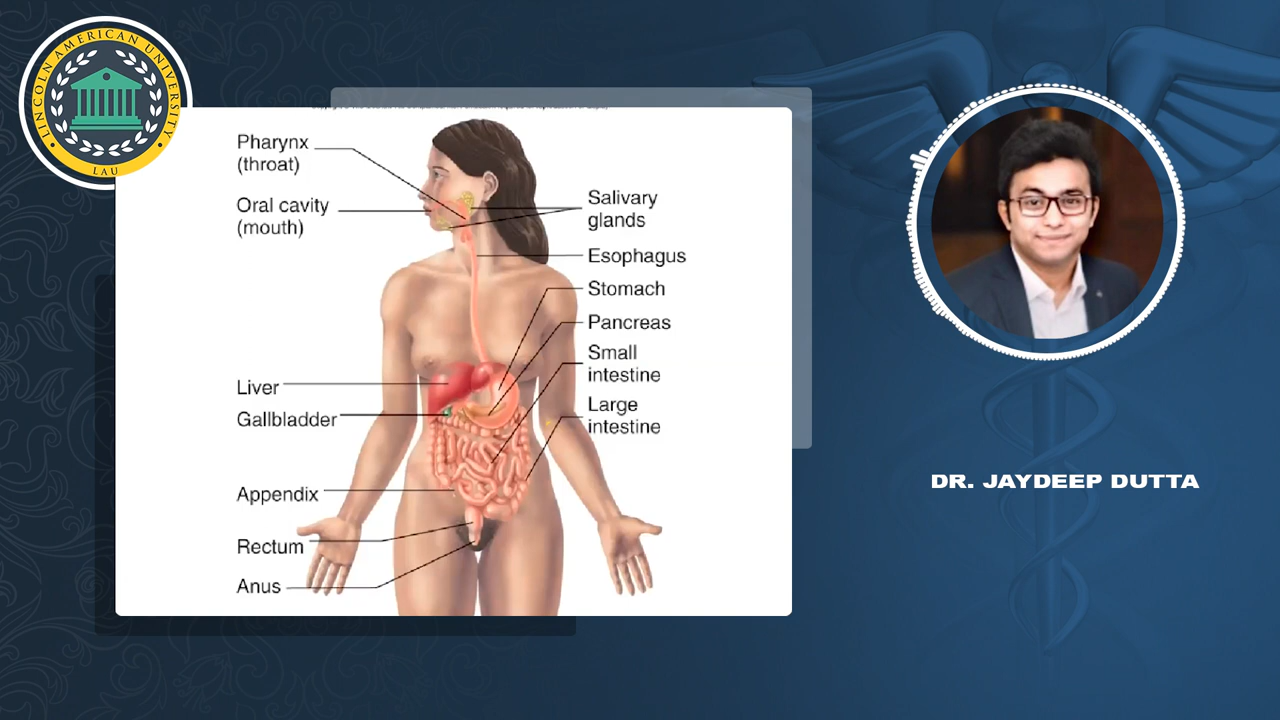 LINCOLN AMERICAN UNIVERSITY
LAU
Pharynx
(throat)
Oral cavity
(mouth)
Salivary
glands
Esophagus
Stomach
Pancreas
Small
intestine
Liver
Large
intestine
Gallbladder
Appendix
Rectum
Anus
DR. JAYDEEP DUTTA